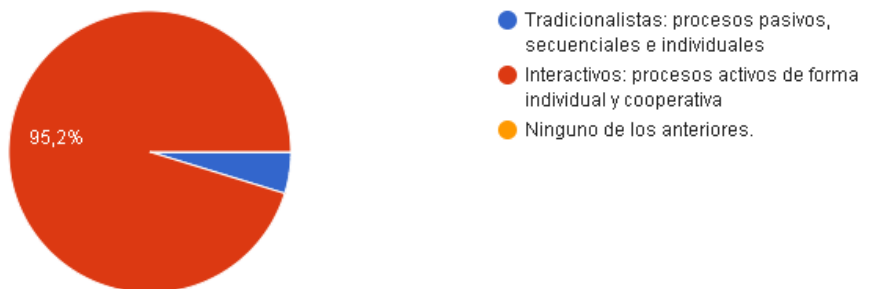 95,2%
Tradicionalistas: procesos pasivos,
secuenciales e individuales
Interactivos: procesos activos de forma
individual y cooperativa
Ninguno de los anteriores.